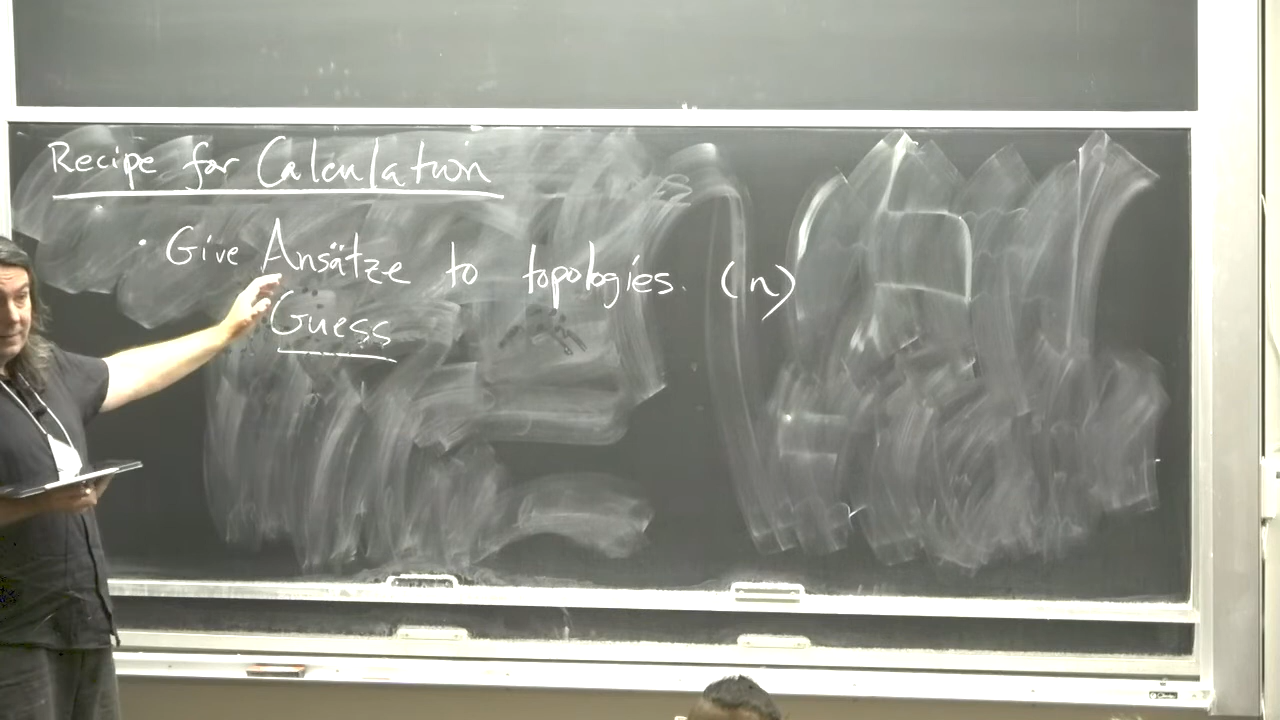 Recipe for Calculation
· Give Ansätze to topologies. (n)
Guess